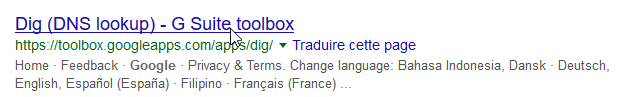 Dig (DNS lookup) - G Suite toolbox
https://toolbox.googleapps.com/apps/dig/ ▾ Traduire cette page
Home · Feedback · Google · Privacy & Terms. Change language: Bahasa Indonesia, Dansk · Deutsch,
English, Español (España) · Filipino · Français (France) ...